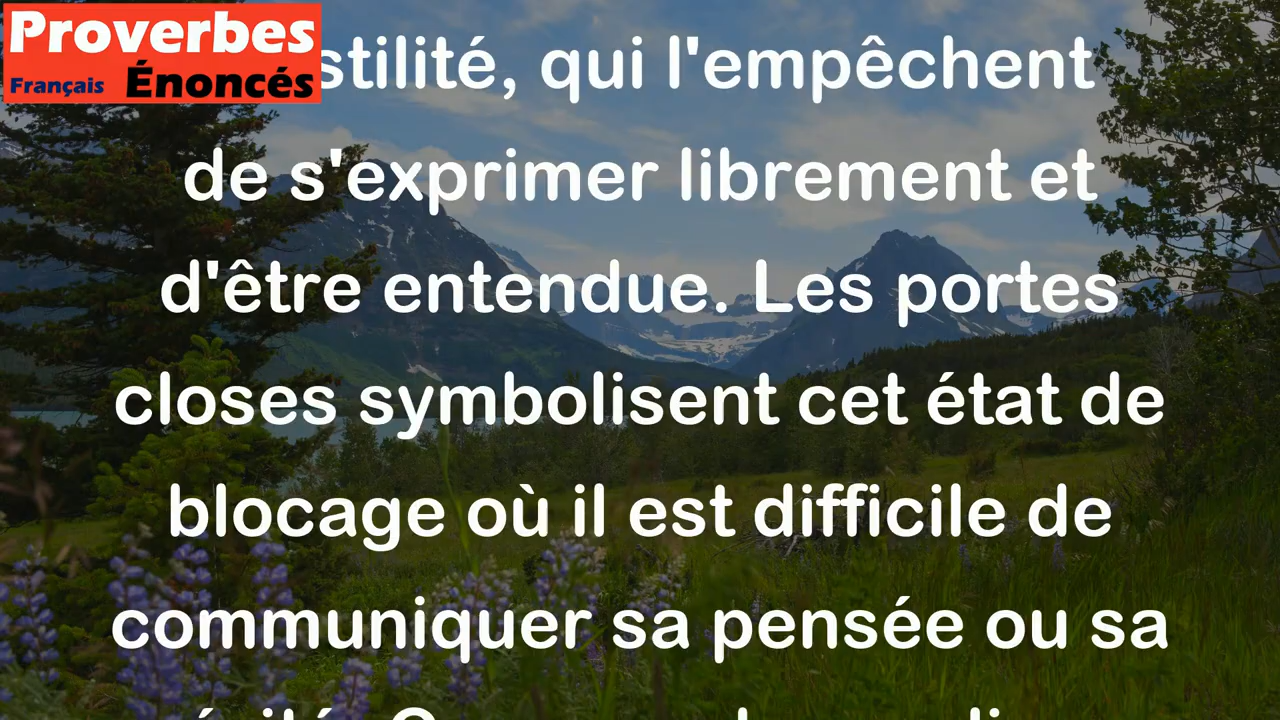 Proverbes
Français Énoncés
stilité, qui l'empêchent
de s'exprimer librement et
d'être entendue. Les portes
closes symbolisent cet état de
blocage où il est difficile de
communiquer sa pensée ou sa